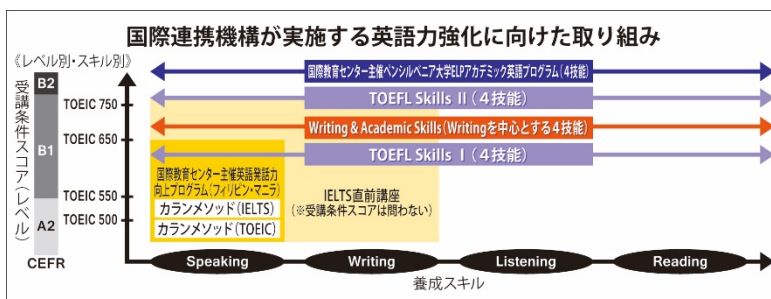 国際連携機構が実施する英語力強化に向けた取り組み
《レベル別・スキル別》
受講条件スコア（レベル）
B2
B1
A2
CEFR
TOEIC 750
TOEIC 650
TOEIC 550
TOEIC 500
国際教育センター主催ペンシルベニア大学ELPアカデミック英語プログラム（4技能）
TOEFL Skills Ⅱ（4技能）
Writing & Academic Skills（Writingを中心とする4技能）
TOEFL Skills Ⅰ（4技能）
国際教育センター主催英語発話力
向上プログラム（フィリピン・マニラ）
カランメソッド（IELTS）
カランメソッド（TOEIC）
IELTS直前講座
（※受講条件スコアは問わない）
Speaking
Writing
Listening
Reading
養成スキル